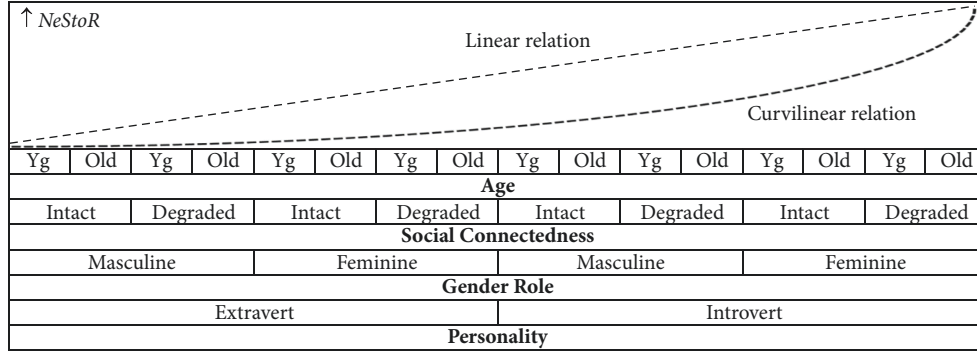 ↑ NeStoR
Linear relation
Curvilinear relation
Yg Old Yg Old Yg Old Yg Old Yg Old Yg Old Yg Old Yg Old
Age
Intact Degraded Intact Degraded Intact Degraded Intact Degraded
Social Connectedness
Masculine Feminine Masculine Feminine
Gender Role
Extravert Introvert
Personality